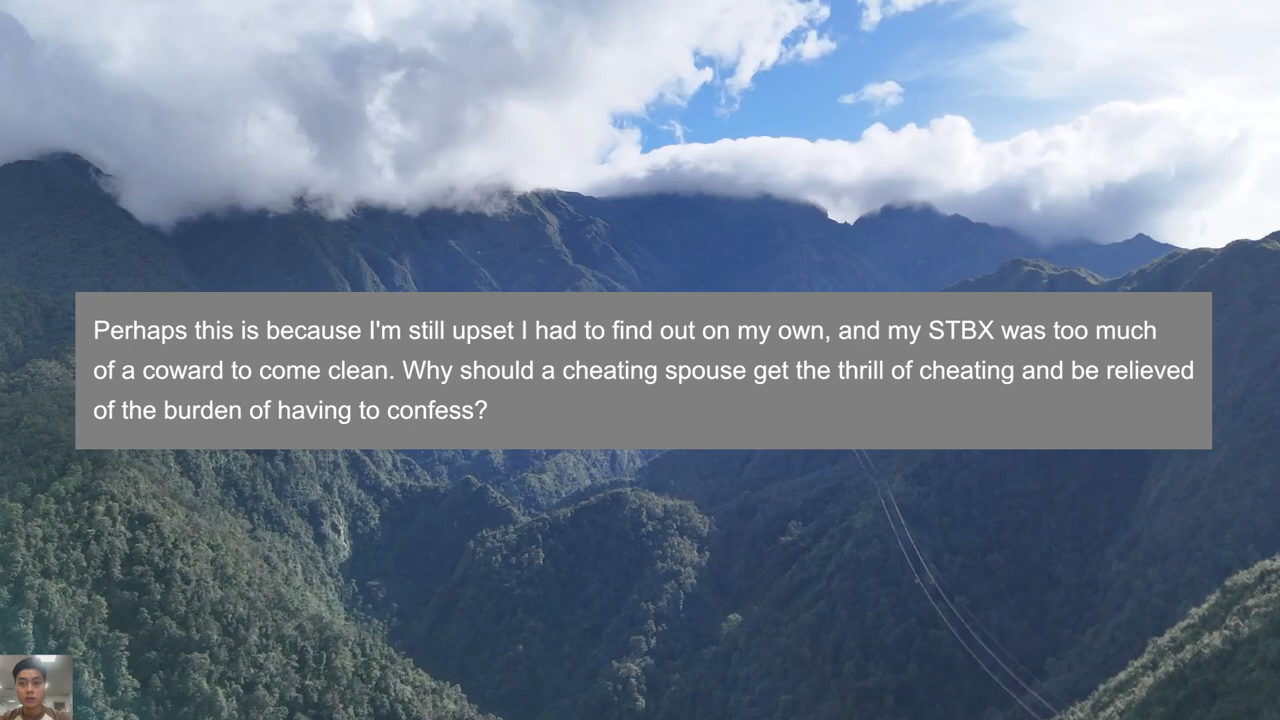 Perhaps this is because I'm still upset I had to find out on my own, and my STBX was too much
of a coward to come clean. Why should a cheating spouse get the thrill of cheating and be relieved
of the burden of having to confess?